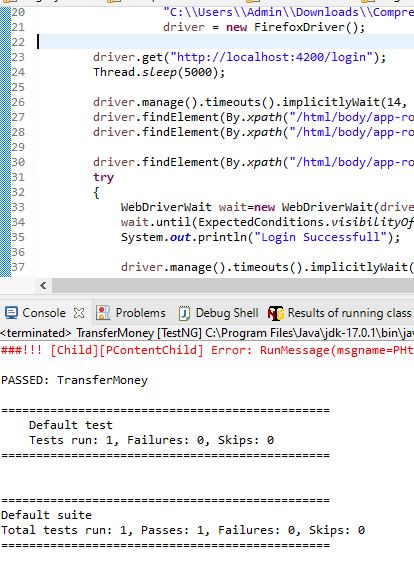 20 "C:\\Users\\Admin\\Downloads\\Compre
21 driver = new FirefoxDriver();
22
23 driver.get("http://localhost:4200/login");
24 Thread.sleep(5000);
25
26 driver.manage().timeouts().implicitlyWait(14,
27 driver.findElement(By.xpath("/html/body/app-ro
28 driver.findElement(By.xpath("/html/body/app-ro
29
30 driver.findElement(By.xpath("/html/body/app-ro
31 try
32 {
33 WebDriverWait wait=new WebDriverWait(drive
34 wait.until(ExpectedConditions.visibilityOf
35 System.out.println("Login Successfull");
36
37 driver.manage().timeouts().implicitlyWait(
Console Problems Debug Shell Results of running class
<terminated> TransferMoney [TestNG] C:\Program Files\Java\jdk-17.0.1\bin\jav
###!!! [Child][PContentChild] Error: RunMessage(msgname=PHt
PASSED: TransferMoney
===============================================
Default test
Tests run: 1, Failures: 0, Skips: 0
===============================================
===============================================
Default suite
Total tests run: 1, Passes: 1, Failures: 0, Skips: 0
===============================================